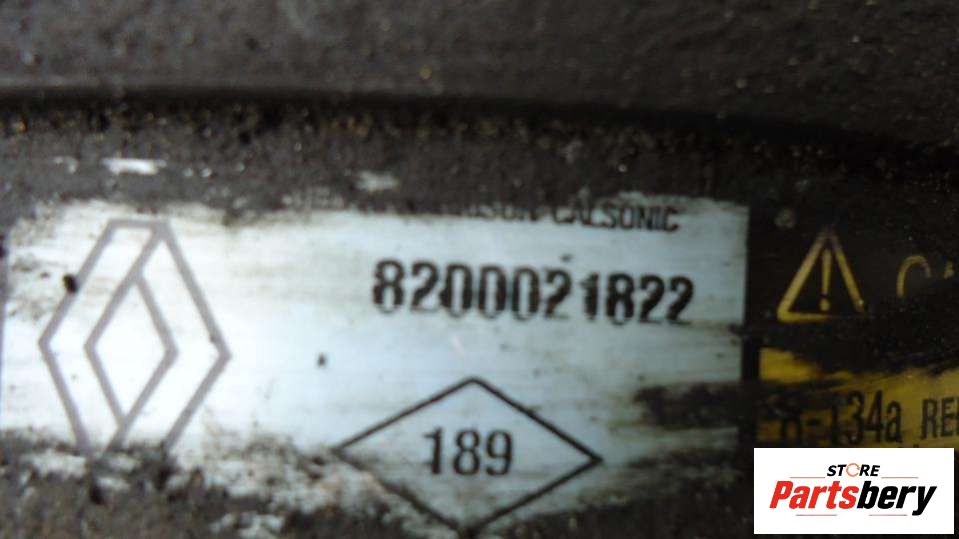 CALSONIC
8200021822
189
R-134a
STORE
Partsbery